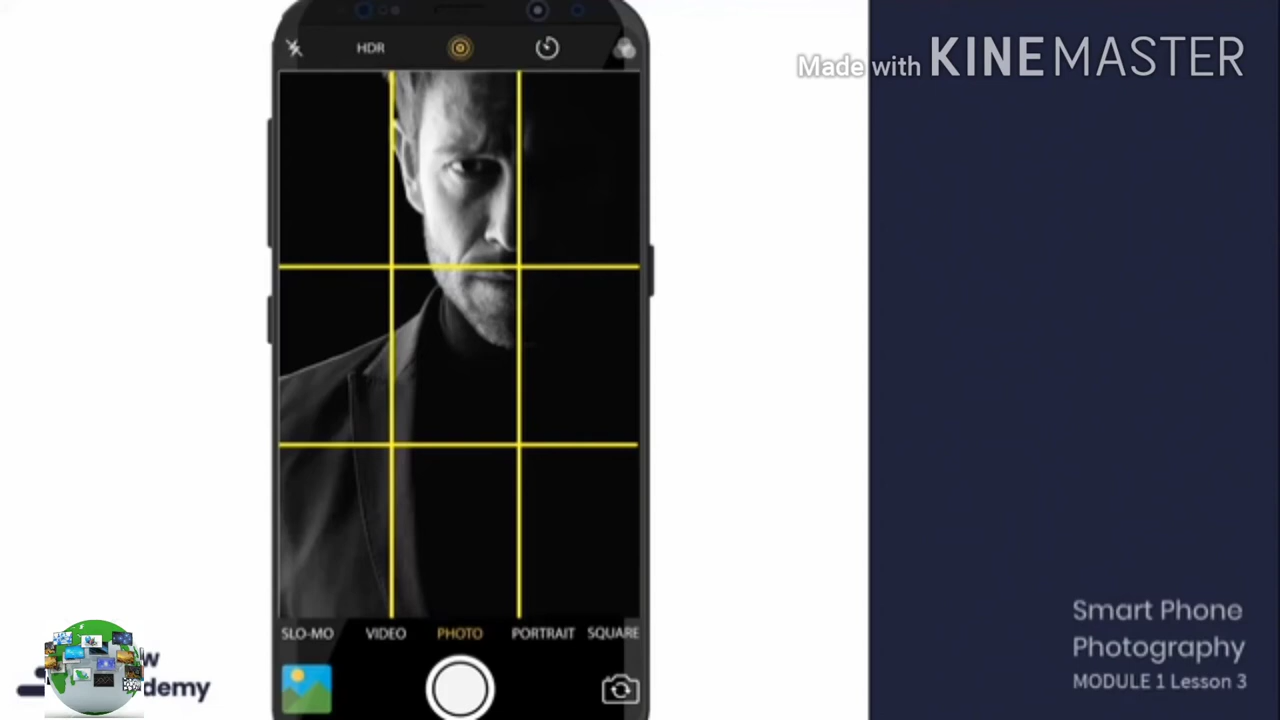 HDR
Made with KINEMASTER
SLO-MO VIDEO PHOTO PORTRAIT SQUARE
Smart Phone
Photography
MODULE 1 Lesson 3